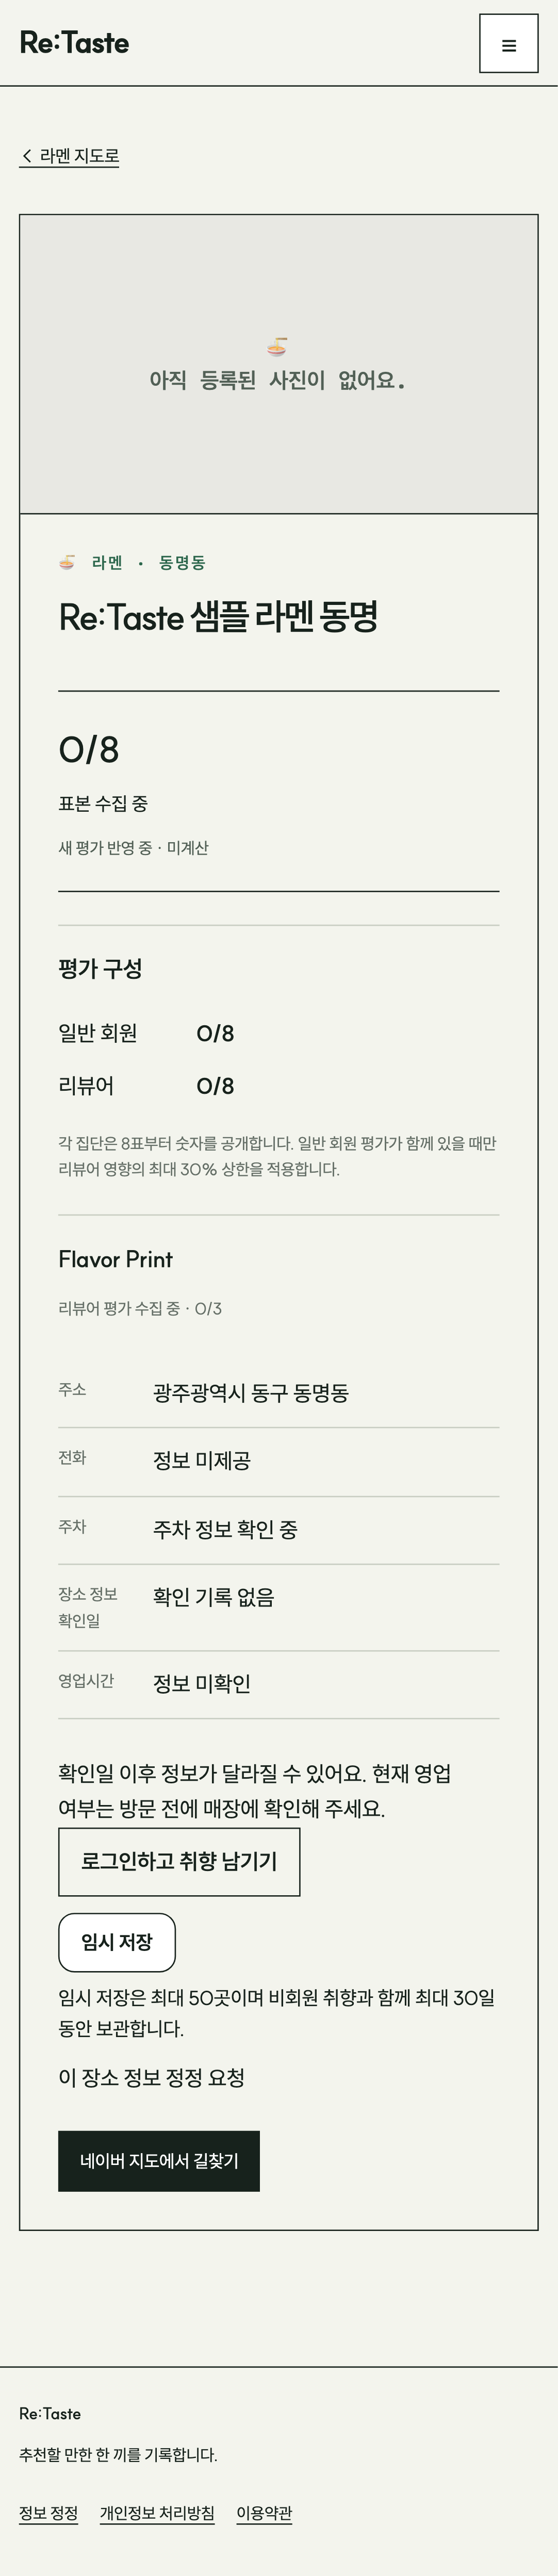 Re:Taste
≡
< 라멘 지도로
아직 등록된 사진이 없어요.
라멘 · 동명동
Re:Taste 샘플 라멘 동명
0/8
표본 수집 중
새 평가 반영 중 · 미계산
평가 구성
일반 회원 0/8
리뷰어 0/8
각 집단은 8표부터 숫자를 공개합니다. 일반 회원 평가가 함께 있을 때만
리뷰어 영향의 최대 30% 상한을 적용합니다.
Flavor Print
리뷰어 평가 수집 중 · 0/3
주소 광주광역시 동구 동명동
전화 정보 미제공
주차 주차 정보 확인 중
장소 정보 확인 기록 없음
확인일
영업시간 정보 미확인
확인일 이후 정보가 달라질 수 있어요. 현재 영업
여부는 방문 전에 매장에 확인해 주세요.
로그인하고 취향 남기기
임시 저장
임시 저장은 최대 50곳이며 비회원 취향과 함께 최대 30일
동안 보관합니다.
이 장소 정보 정정 요청
네이버 지도에서 길찾기
Re:Taste
추천할 만한 한 끼를 기록합니다.
정보 정정 개인정보 처리방침 이용약관